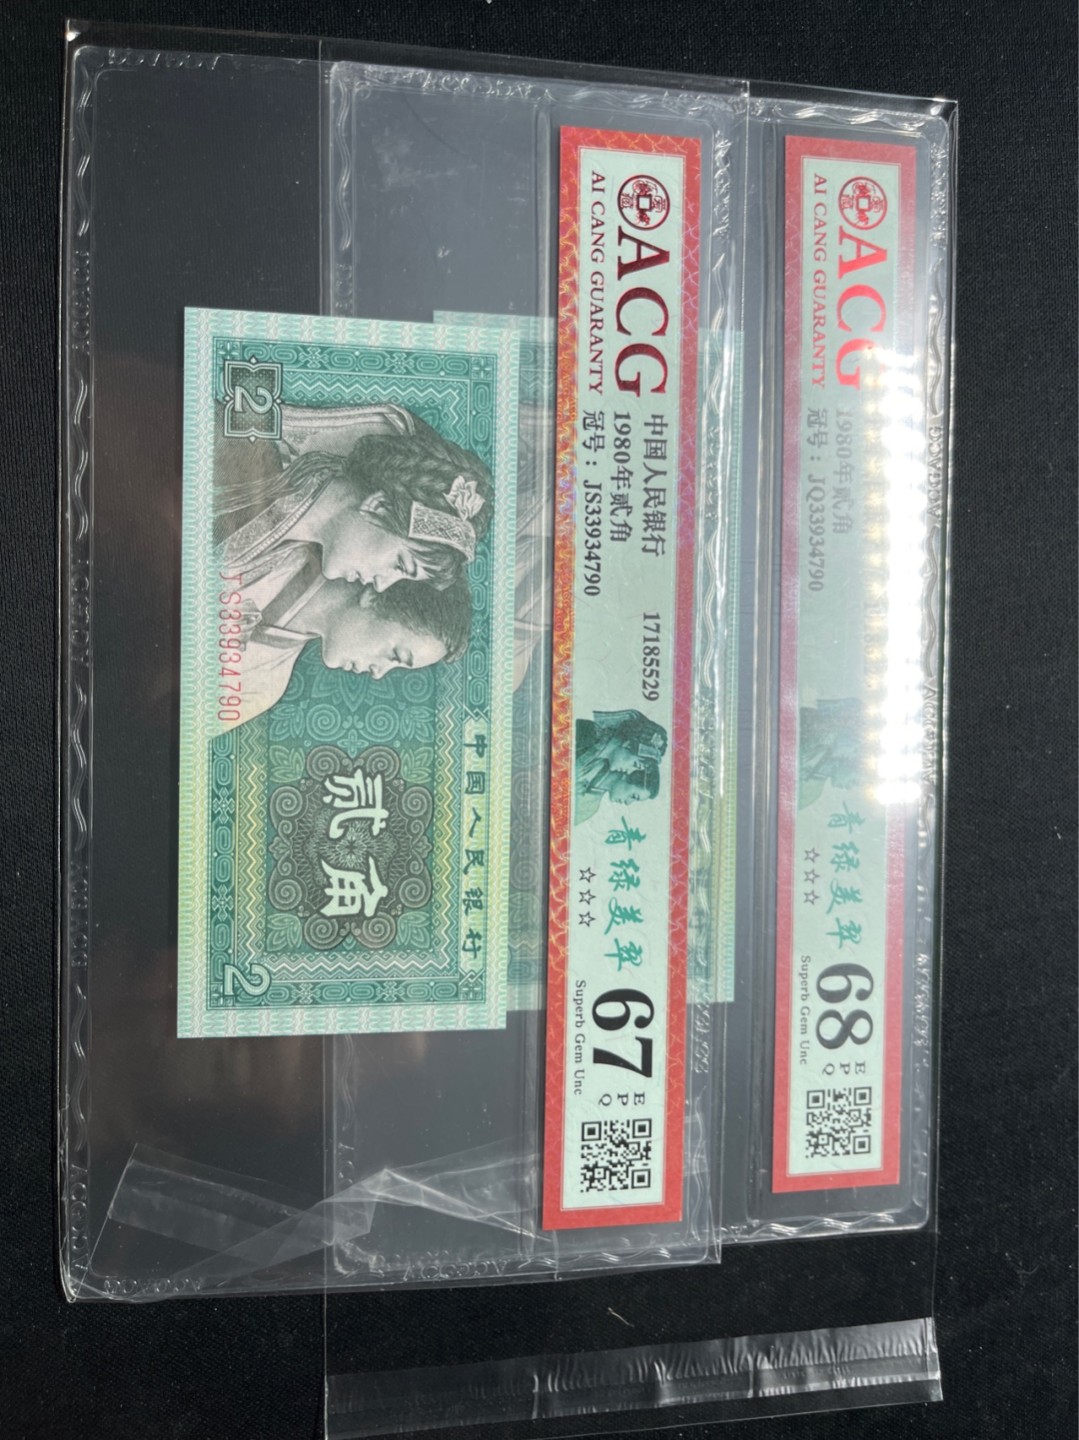 ACG
AI CANG GUARANTY
中国人民银行 17185529
1980年贰角
冠号：JS33934790
青绿美翠
☆☆☆
67
EPQ
Superb Gem Unc
ACG
AI CANG GUARANTY
1980年贰角
冠号：JQ33934790
青绿美翠
☆☆☆
68
EPQ
Superb Gem Unc
中国人民银行
贰角
2
2
JS33934790